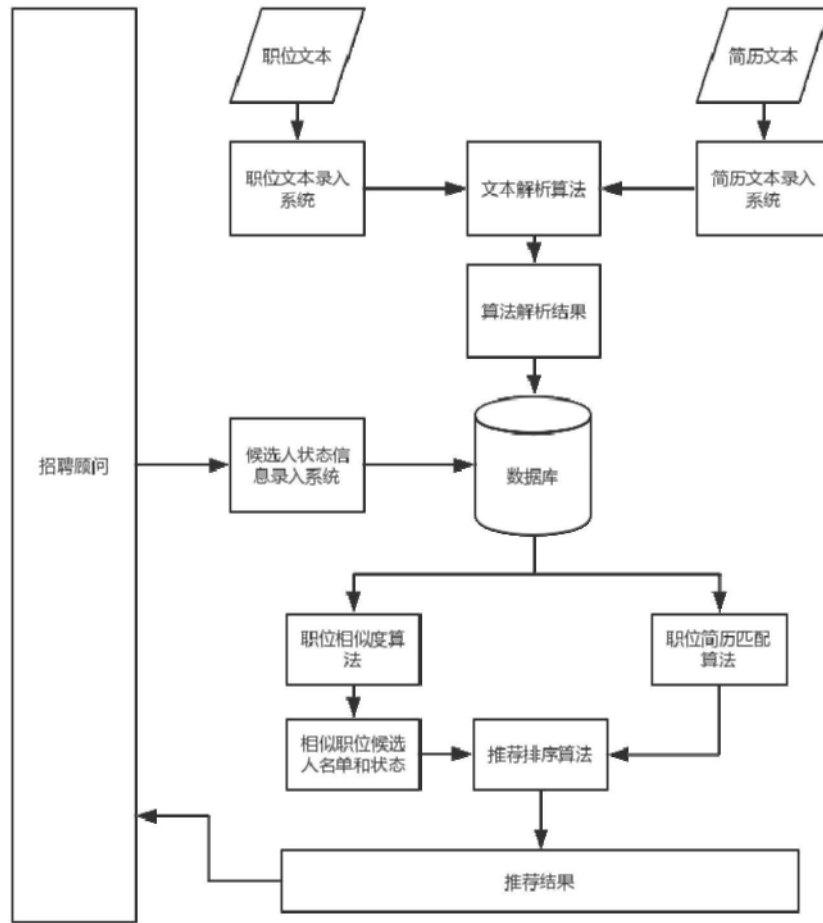 职位文本
简历文本
职位文本录入
系统
文本解析算法
简历文本录入
系统
算法解析结果
招聘顾问
候选人状态信
息录入系统
数据库
职位相似度算
法
职位简历匹配
算法
相似职位候选
人名单和状态
推荐排序算法
推荐结果